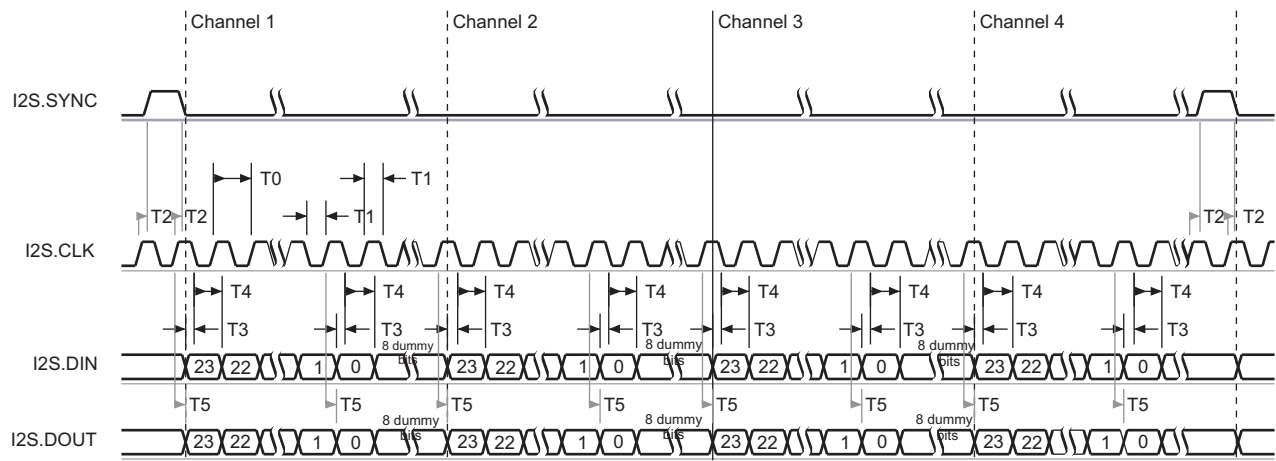 Channel 1 Channel 2 Channel 3 Channel 4
I2S.SYNC
T0 T1
T2 T2 T1 T2 T2
I2S.CLK
T4 T4 T4 T4 T4 T4 T4 T4
T3 T3 T3 T3 T3 T3 T3 T3
8 dummy bits 8 dummy bits 8 dummy bits
I2S.DIN 23 22 1 0 23 22 1 0 23 22 1 0 23 22 1 0
T5 T5 T5 T5 T5 T5 T5 T5
8 dummy bits 8 dummy bits 8 dummy bits
I2S.DOUT 23 22 1 0 23 22 1 0 23 22 1 0 23 22 1 0